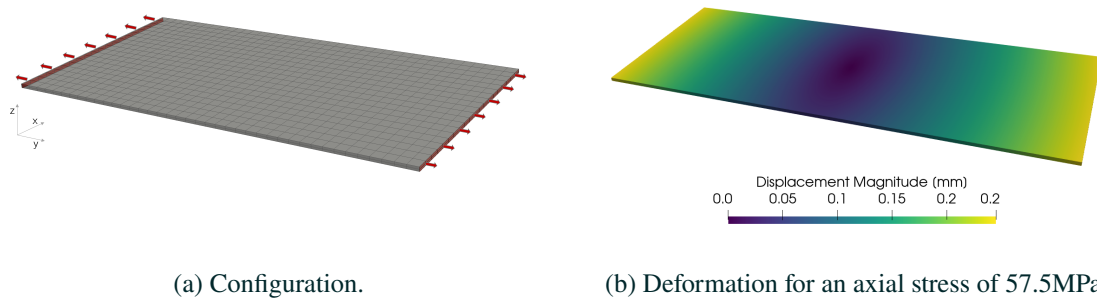 z
x
y
Displacement Magnitude [mm]
0.0 0.05 0.1 0.15 0.2 0.2
(a) Configuration.
(b) Deformation for an axial stress of 57.5MPa